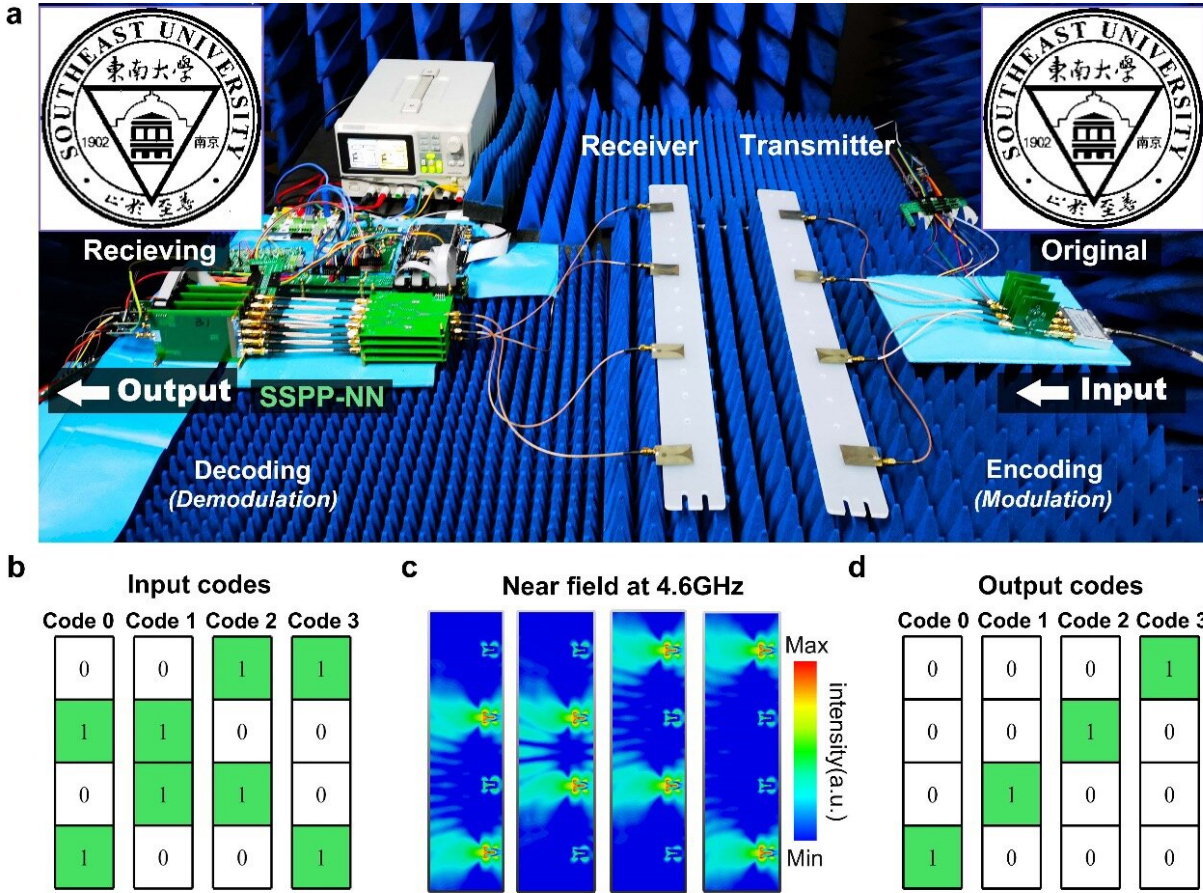 a
SOUTHEAST UNIVERSITY
東南大學
1902 南京
止於至善
SOUTHEAST UNIVERSITY
東南大學
1902 南京
止於至善
Receiver Transmitter
Recieving
Original
Output
SSPP-NN
Input
Decoding
(Demodulation)
Encoding
(Modulation)
b
Input codes
Code 0 Code 1 Code 2 Code 3
0 0 1 1
1 1 0 0
0 1 1 0
1 0 0 1
c
Near field at 4.6GHz
Max
intensity(a.u.)
Min
d
Output codes
Code 0 Code 1 Code 2 Code 3
0 0 0 1
0 0 1 0
0 1 0 0
1 0 0 0